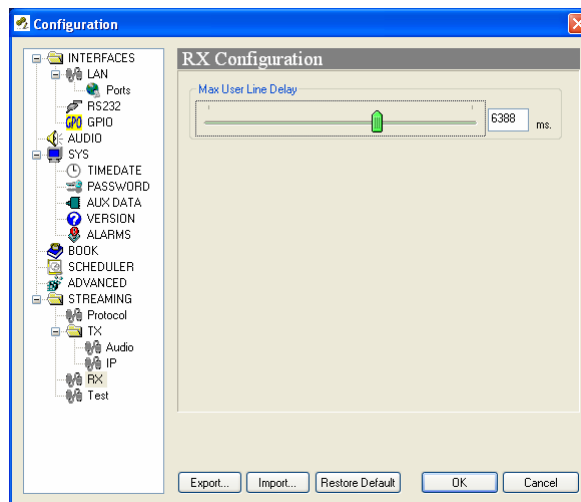 Configuration
INTERFACES
LAN
Ports
RS232
GPO GPIO
AUDIO
SYS
TIMEDATE
PASSWORD
AUX DATA
VERSION
ALARMS
BOOK
SCHEDULER
ADVANCED
STREAMING
Protocol
TX
Audio
IP
RX
Test
RX Configuration
Max User Line Delay
6388 ms.
Export... Import... Restore Default OK Cancel